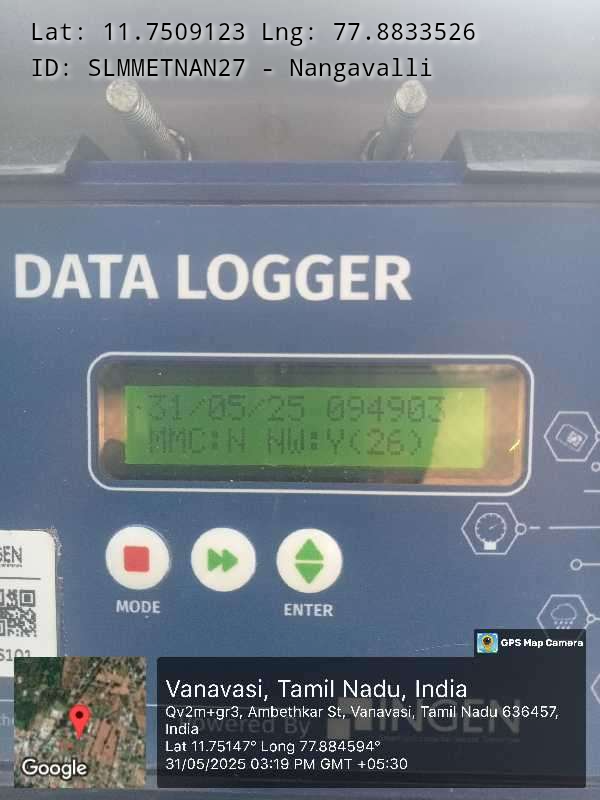 Lat: 11.7509123 Lng: 77.8833526
ID: SLMMETNAN27 - Nangavalli
DATA LOGGER
31/05/25 094903
MMC:N NW:Y(26)
MODE
ENTER
GPS Map Camera
Vanavasi, Tamil Nadu, India
Qv2m+gr3, Ambethkar St, Vanavasi, Tamil Nadu 636457,
India
Lat 11.75147° Long 77.884594°
31/05/2025 03:19 PM GMT +05:30
Google